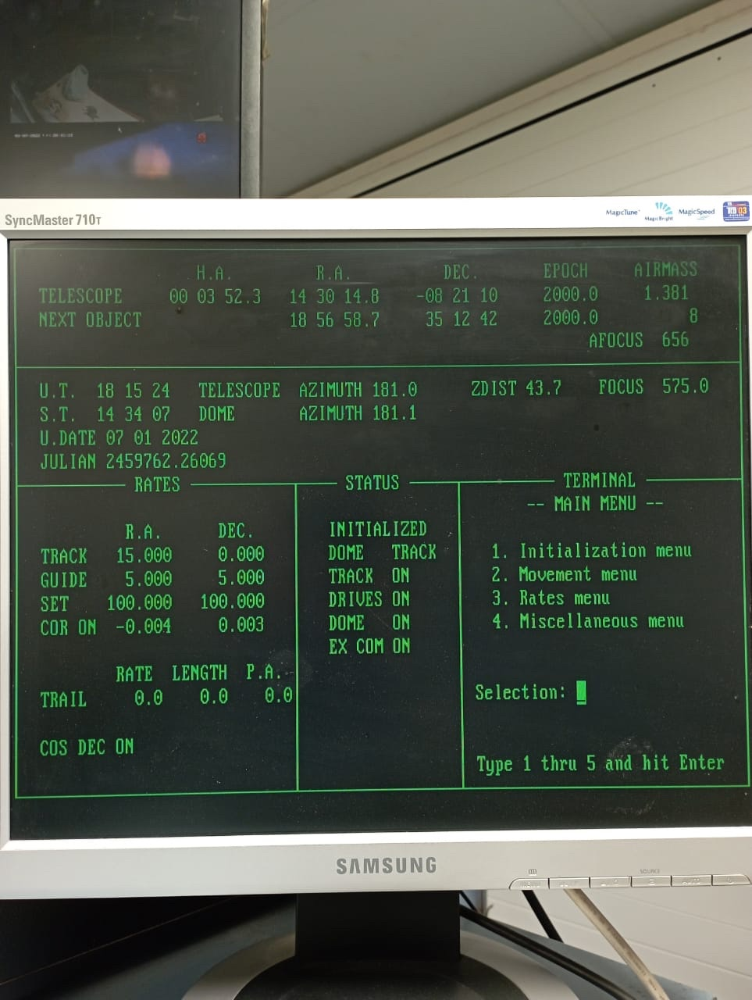 SyncMaster 710T
MagicTune MagicBright MagicSpeed TCO 03
H.A. R.A. DEC. EPOCH AIRMASS
TELESCOPE 00 03 52.3 14 30 14.8 -08 21 10 2000.0 1.381
NEXT OBJECT 18 56 58.7 35 12 42 2000.0 8
AFOCUS 656
U.T. 18 15 24 TELESCOPE AZIMUTH 181.0 ZDIST 43.7 FOCUS 575.0
S.T. 14 34 07 DOME AZIMUTH 181.1
U.DATE 07 01 2022
JULIAN 2459762.26069
RATES STATUS TERMINAL
-- MAIN MENU --
R.A. DEC. INITIALIZED
TRACK 15.000 0.000 DOME TRACK 1. Initialization menu
GUIDE 5.000 5.000 TRACK ON 2. Movement menu
SET 100.000 100.000 DRIVES ON 3. Rates menu
COR ON -0.004 0.003 DOME ON 4. Miscellaneous menu
EX COM ON
RATE LENGTH P.A.
TRAIL 0.0 0.0 0.0 Selection:
COS DEC ON
Type 1 thru 5 and hit Enter
SAMSUNG
SOURCE
MENU AUTO